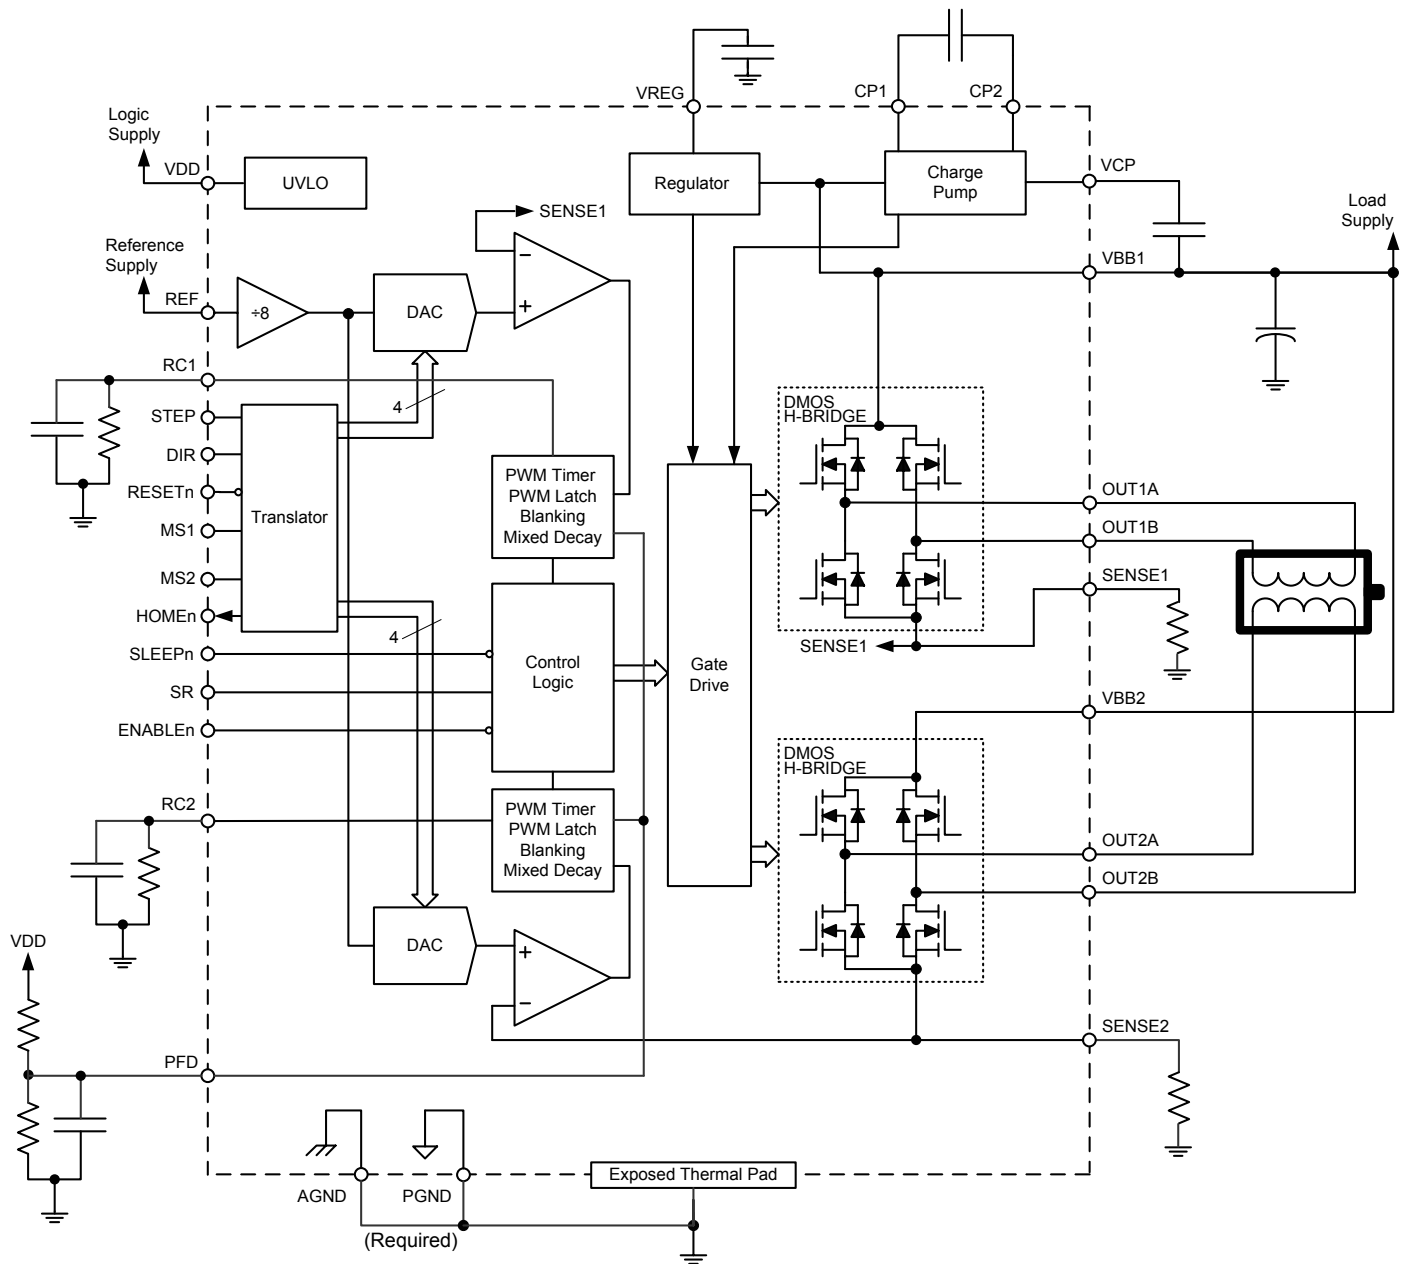 VREG
CP1
CP2
Logic
Supply
VDD
UVLO
Regulator
Charge
Pump
VCP
Load
Supply
SENSE1
Reference
Supply
REF
÷8
DAC
−
+
VBB1
RC1
4
DMOS
H-BRIDGE
STEP
DIR
RESETn
MS1
MS2
HOMEn
Translator
PWM Timer
PWM Latch
Blanking
Mixed Decay
OUT1A
OUT1B
SENSE1
4
SENSE1
SLEEPn
SR
ENABLEn
Control
Logic
Gate
Drive
VBB2
DMOS
H-BRIDGE
RC2
PWM Timer
PWM Latch
Blanking
Mixed Decay
OUT2A
OUT2B
DAC
+
−
VDD
PFD
SENSE2
AGND
PGND
Exposed Thermal Pad
(Required)